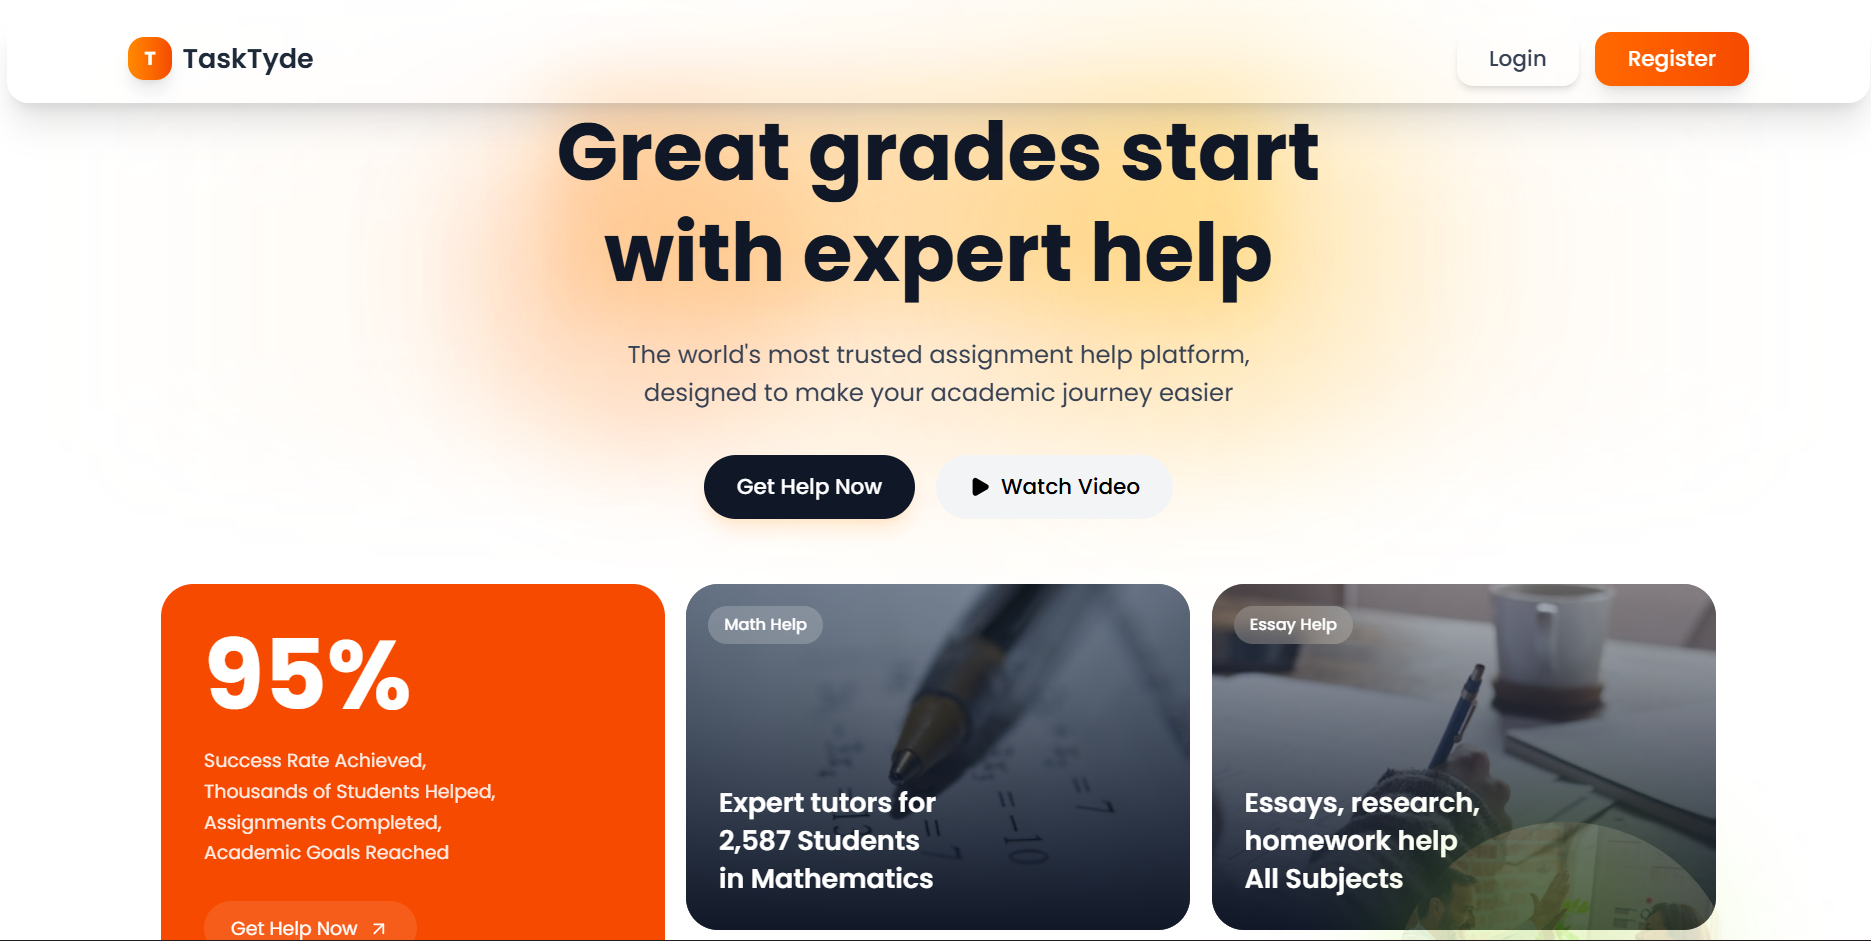 T
TaskTyde
Login
Register
Great grades start
with expert help
The world's most trusted assignment help platform,
designed to make your academic journey easier
Get Help Now
Watch Video
95%
Success Rate Achieved,
Thousands of Students Helped,
Assignments Completed,
Academic Goals Reached
Get Help Now
Math Help
= 7
= -10
= 7
Expert tutors for
2,587 Students
in Mathematics
Essay Help
Essays, research,
homework help
All Subjects